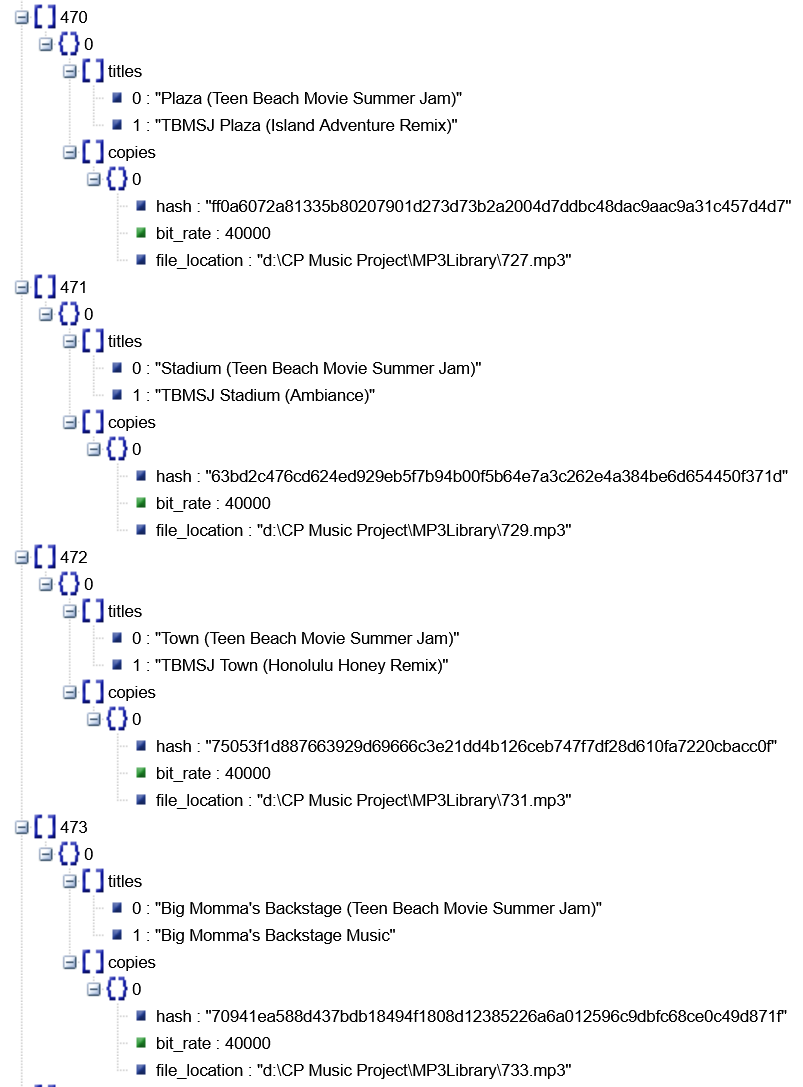 [ ] 470
{ } 0
[ ] titles
0 : "Plaza (Teen Beach Movie Summer Jam)"
1 : "TBMSJ Plaza (Island Adventure Remix)"
[ ] copies
{ } 0
hash : "ff0a6072a81335b80207901d273d73b2a2004d7ddbc48dac9aac9a31c457d4d7"
bit_rate : 40000
file_location : "d:\CP Music Project\MP3Library\727.mp3"
[ ] 471
{ } 0
[ ] titles
0 : "Stadium (Teen Beach Movie Summer Jam)"
1 : "TBMSJ Stadium (Ambiance)"
[ ] copies
{ } 0
hash : "63bd2c476cd624ed929eb5f7b94b00f5b64e7a3c262e4a384be6d654450f371d"
bit_rate : 40000
file_location : "d:\CP Music Project\MP3Library\729.mp3"
[ ] 472
{ } 0
[ ] titles
0 : "Town (Teen Beach Movie Summer Jam)"
1 : "TBMSJ Town (Honolulu Honey Remix)"
[ ] copies
{ } 0
hash : "75053f1d887663929d69666c3e21dd4b126ceb747f7df28d610fa7220cbacc0f"
bit_rate : 40000
file_location : "d:\CP Music Project\MP3Library\731.mp3"
[ ] 473
{ } 0
[ ] titles
0 : "Big Momma's Backstage (Teen Beach Movie Summer Jam)"
1 : "Big Momma's Backstage Music"
[ ] copies
{ } 0
hash : "70941ea588d437bdb18494f1808d12385226a6a012596c9dbfc68ce0c49d871f"
bit_rate : 40000
file_location : "d:\CP Music Project\MP3Library\733.mp3"